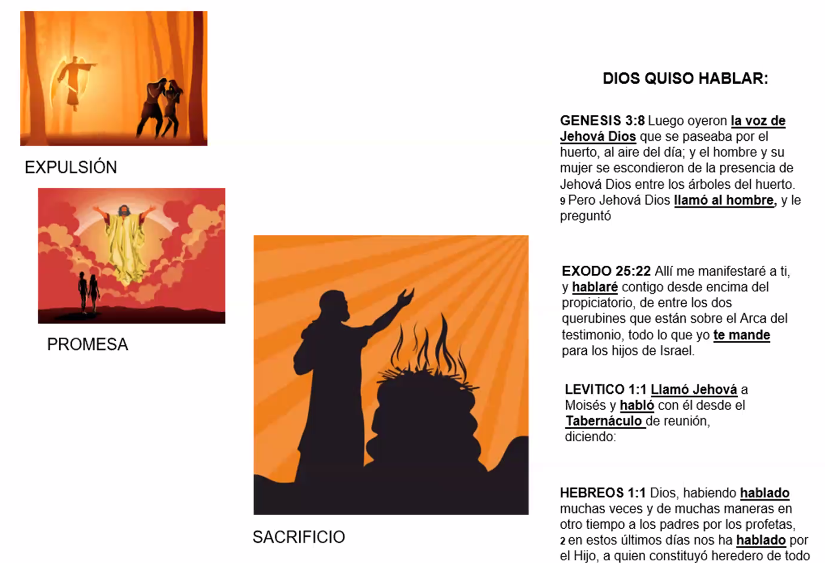 EXPULSIÓN
PROMESA
SACRIFICIO
DIOS QUISO HABLAR:
GENESIS 3:8 Luego oyeron la voz de
Jehová Dios que se paseaba por el
huerto, al aire del día; y el hombre y su
mujer se escondieron de la presencia de
Jehová Dios entre los árboles del huerto.
9 Pero Jehová Dios llamó al hombre, y le
preguntó
EXODO 25:22 Allí me manifestaré a ti,
y hablaré contigo desde encima del
propiciatorio, de entre los dos
querubines que están sobre el Arca del
testimonio, todo lo que yo te mande
para los hijos de Israel.
LEVITICO 1:1 Llamó Jehová a
Moisés y habló con él desde el
Tabernáculo de reunión,
diciendo:
HEBREOS 1:1 Dios, habiendo hablado
muchas veces y de muchas maneras en
otro tiempo a los padres por los profetas,
2 en estos últimos días nos ha hablado por
el Hijo, a quien constituyó heredero de todo